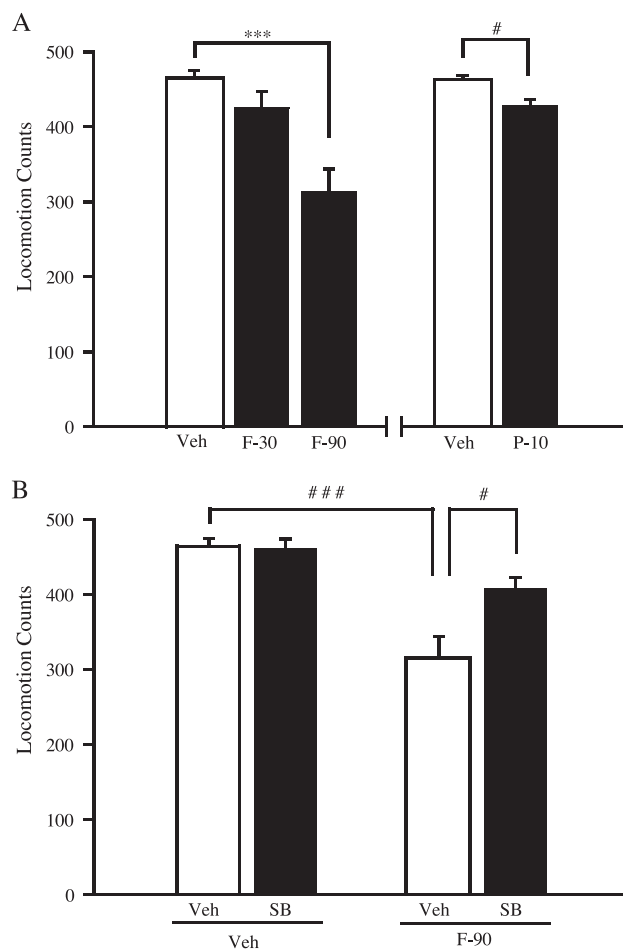 A
*** #
500
400
300
200
100
0
Locomotion Counts
Veh F-30 F-90 Veh P-10
B
# # # #
500
400
300
200
100
0
Locomotion Counts
Veh SB Veh SB
Veh F-90